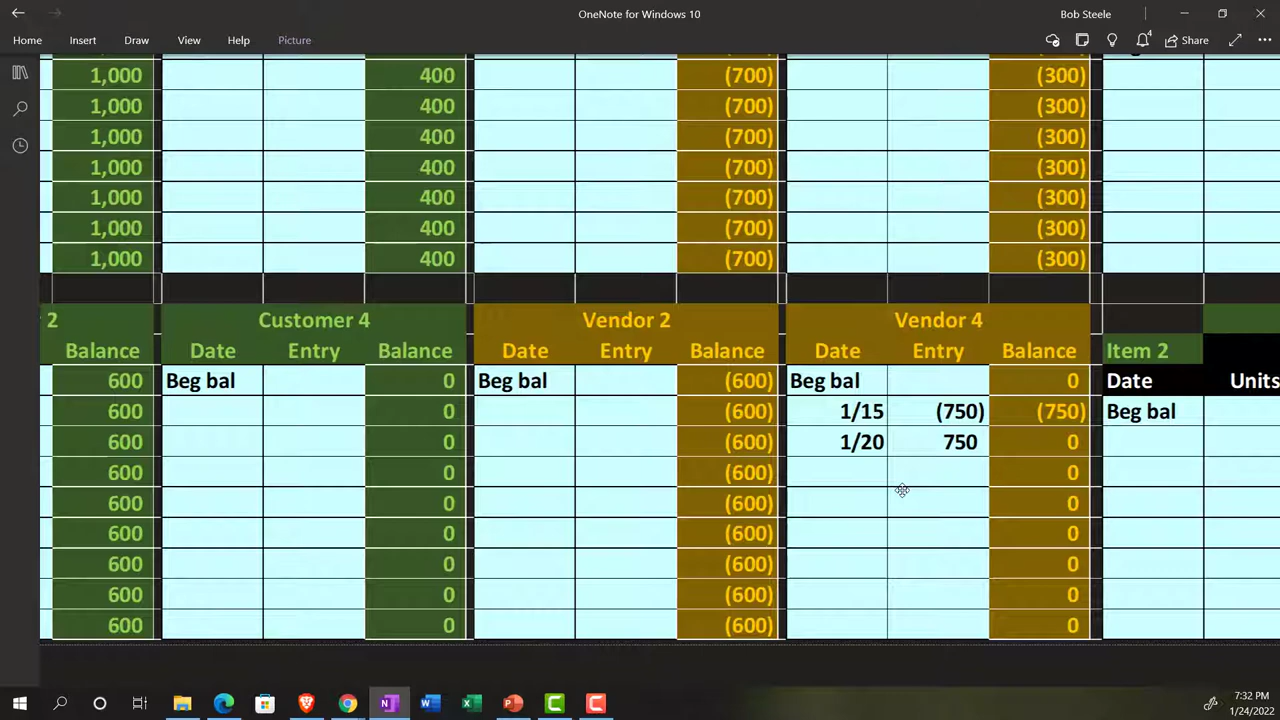 OneNote for Windows 10
Bob Steele
Home Insert Draw View Help Picture
Share
1,000 400 (700) (300)
1,000 400 (700) (300)
1,000 400 (700) (300)
1,000 400 (700) (300)
1,000 400 (700) (300)
1,000 400 (700) (300)
1,000 400 (700) (300)
2 Customer 4 Vendor 2 Vendor 4
Balance Date Entry Balance Date Entry Balance Date Entry Balance Item 2
600 Beg bal 0 Beg bal (600) Beg bal 0 Date Units
600 0 (600) 1/15 (750) (750) Beg bal
600 0 (600) 1/20 750 0
600 0 (600) 0
600 0 (600) 0
600 0 (600) 0
600 0 (600) 0
600 0 (600) 0
600 0 (600) 0
7:32 PM
1/24/2022